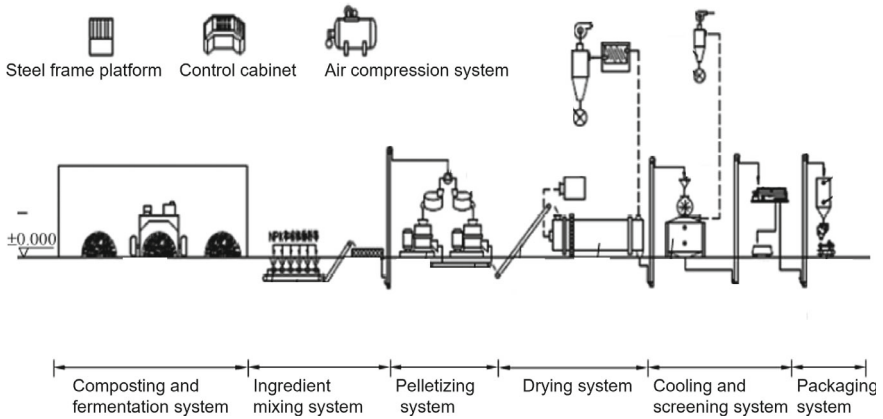 Steel frame platform
Control cabinet
Air compression system
±0.000
Composting and
fermentation system
Ingredient
mixing system
Pelletizing
system
Drying system
Cooling and
screening system
Packaging
system